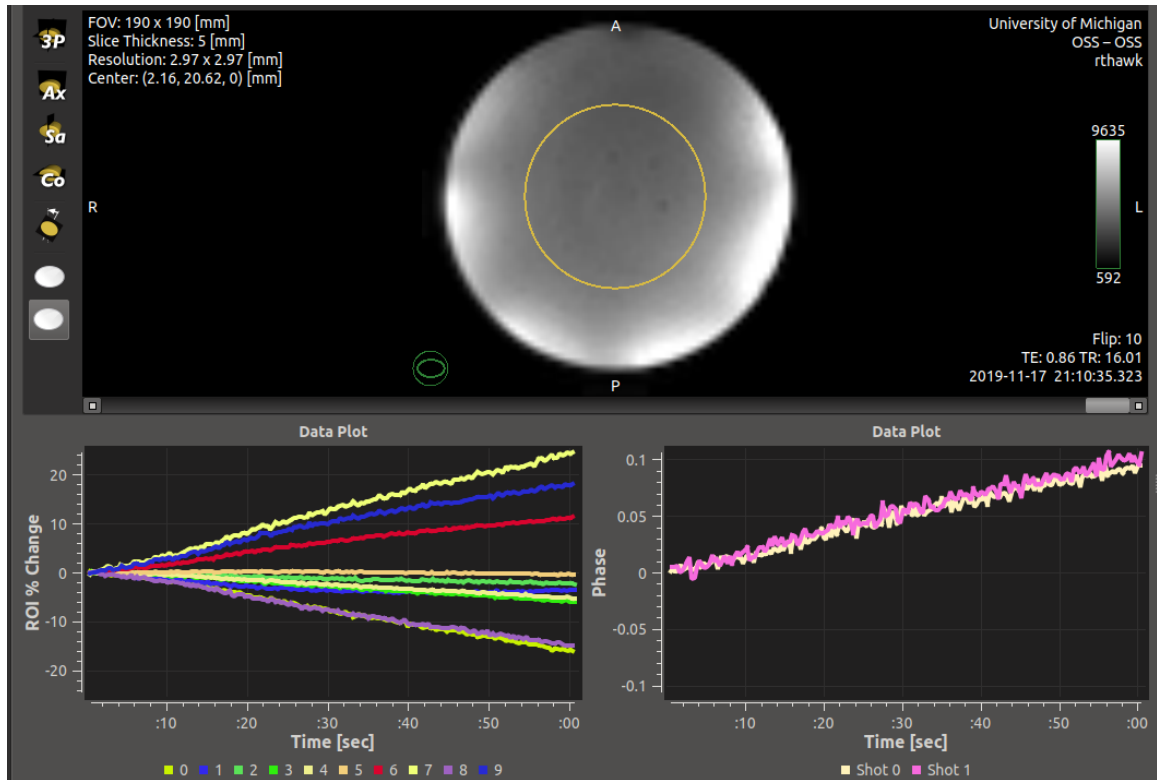 3P
Ax
Sa
Co
FOV: 190 x 190 [mm]
Slice Thickness: 5 [mm]
Resolution: 2.97 x 2.97 [mm]
Center: (2.16, 20.62, 0) [mm]
A
University of Michigan
OSS – OSS
rthawk
9635
R
L
592
Flip: 10
TE: 0.86 TR: 16.01
2019-11-17 21:10:35.323
P
Data Plot
20
10
0
-10
-20
ROI % Change
:10 :20 :30 :40 :50 :00
Time [sec]
0 1 2 3 4 5 6 7 8 9
Data Plot
0.1
0.05
0
-0.05
-0.1
Phase
:10 :20 :30 :40 :50 :00
Time [sec]
Shot 0 Shot 1